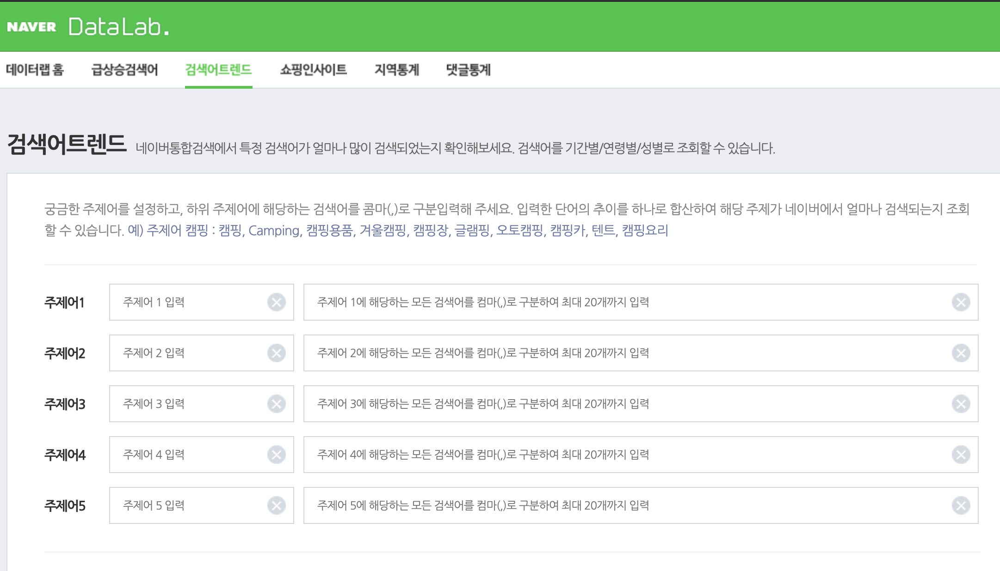 NAVER DataLab.
데이터랩 홈 급상승검색어 검색어트렌드 쇼핑인사이트 지역통계 댓글통계
검색어트렌드 네이버통합검색에서 특정 검색어가 얼마나 많이 검색되었는지 확인해보세요. 검색어를 기간별/연령별/성별로 조회할 수 있습니다.
궁금한 주제어를 설정하고, 하위 주제어에 해당하는 검색어를 콤마(,)로 구분입력해 주세요. 입력한 단어의 추이를 하나로 합산하여 해당 주제가 네이버에서 얼마나 검색되는지 조회
할 수 있습니다. 예) 주제어 캠핑 : 캠핑, Camping, 캠핑용품, 겨울캠핑, 캠핑장, 글램핑, 오토캠핑, 캠핑카, 텐트, 캠핑요리
주제어1 주제어 1 입력 주제어 1에 해당하는 모든 검색어를 컴마(,)로 구분하여 최대 20개까지 입력
주제어2 주제어 2 입력 주제어 2에 해당하는 모든 검색어를 컴마(,)로 구분하여 최대 20개까지 입력
주제어3 주제어 3 입력 주제어 3에 해당하는 모든 검색어를 컴마(,)로 구분하여 최대 20개까지 입력
주제어4 주제어 4 입력 주제어 4에 해당하는 모든 검색어를 컴마(,)로 구분하여 최대 20개까지 입력
주제어5 주제어 5 입력 주제어 5에 해당하는 모든 검색어를 컴마(,)로 구분하여 최대 20개까지 입력